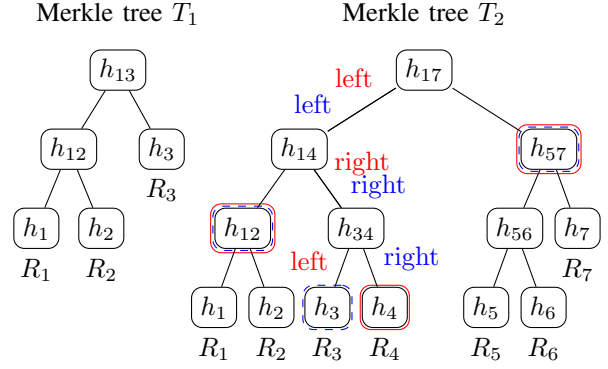 Merkle tree T₁ Merkle tree T₂
h₁₃ h₁₇
left
left
h₁₂ h₃ h₁₄ h₅₇
R₃ right
right
h₁ h₂ h₁₂ h₃₄ h₅₆ h₇
R₁ R₂ left right R₇
h₁ h₂ h₃ h₄ h₅ h₆
R₁ R₂ R₃ R₄ R₅ R₆